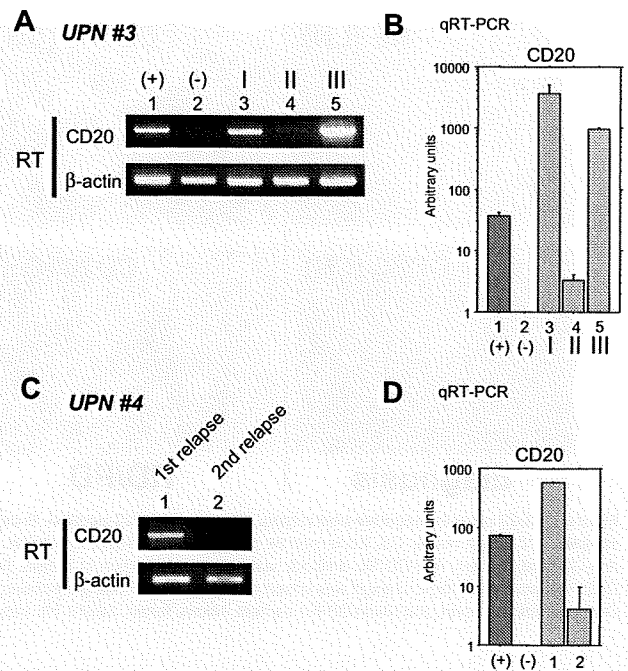 A
UPN #3
(+) (-) I II III
1 2 3 4 5
RT
CD20
β-actin
B
qRT-PCR
CD20
Arbitrary units
10000
1000
100
10
1
1 2 3 4 5
(+) (-) I II III
C
UPN #4
1st relapse
2nd relapse
1 2
RT
CD20
β-actin
D
qRT-PCR
CD20
Arbitrary units
1000
100
10
1
(+) (-) 1 2